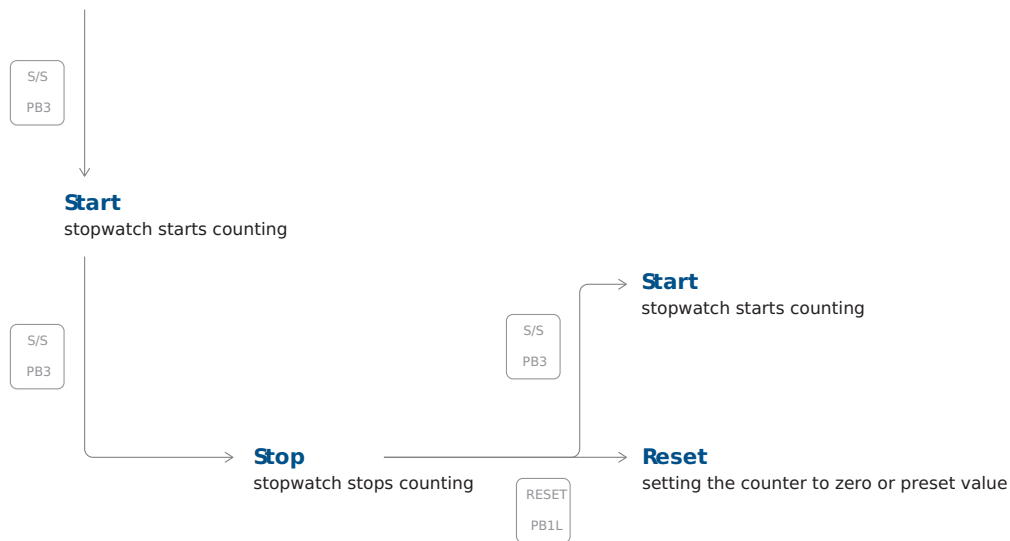 S/S
PB3
Start
stopwatch starts counting
Start
stopwatch starts counting
S/S
PB3
S/S
PB3
Stop
stopwatch stops counting
Reset
setting the counter to zero or preset value
RESET
PB1L